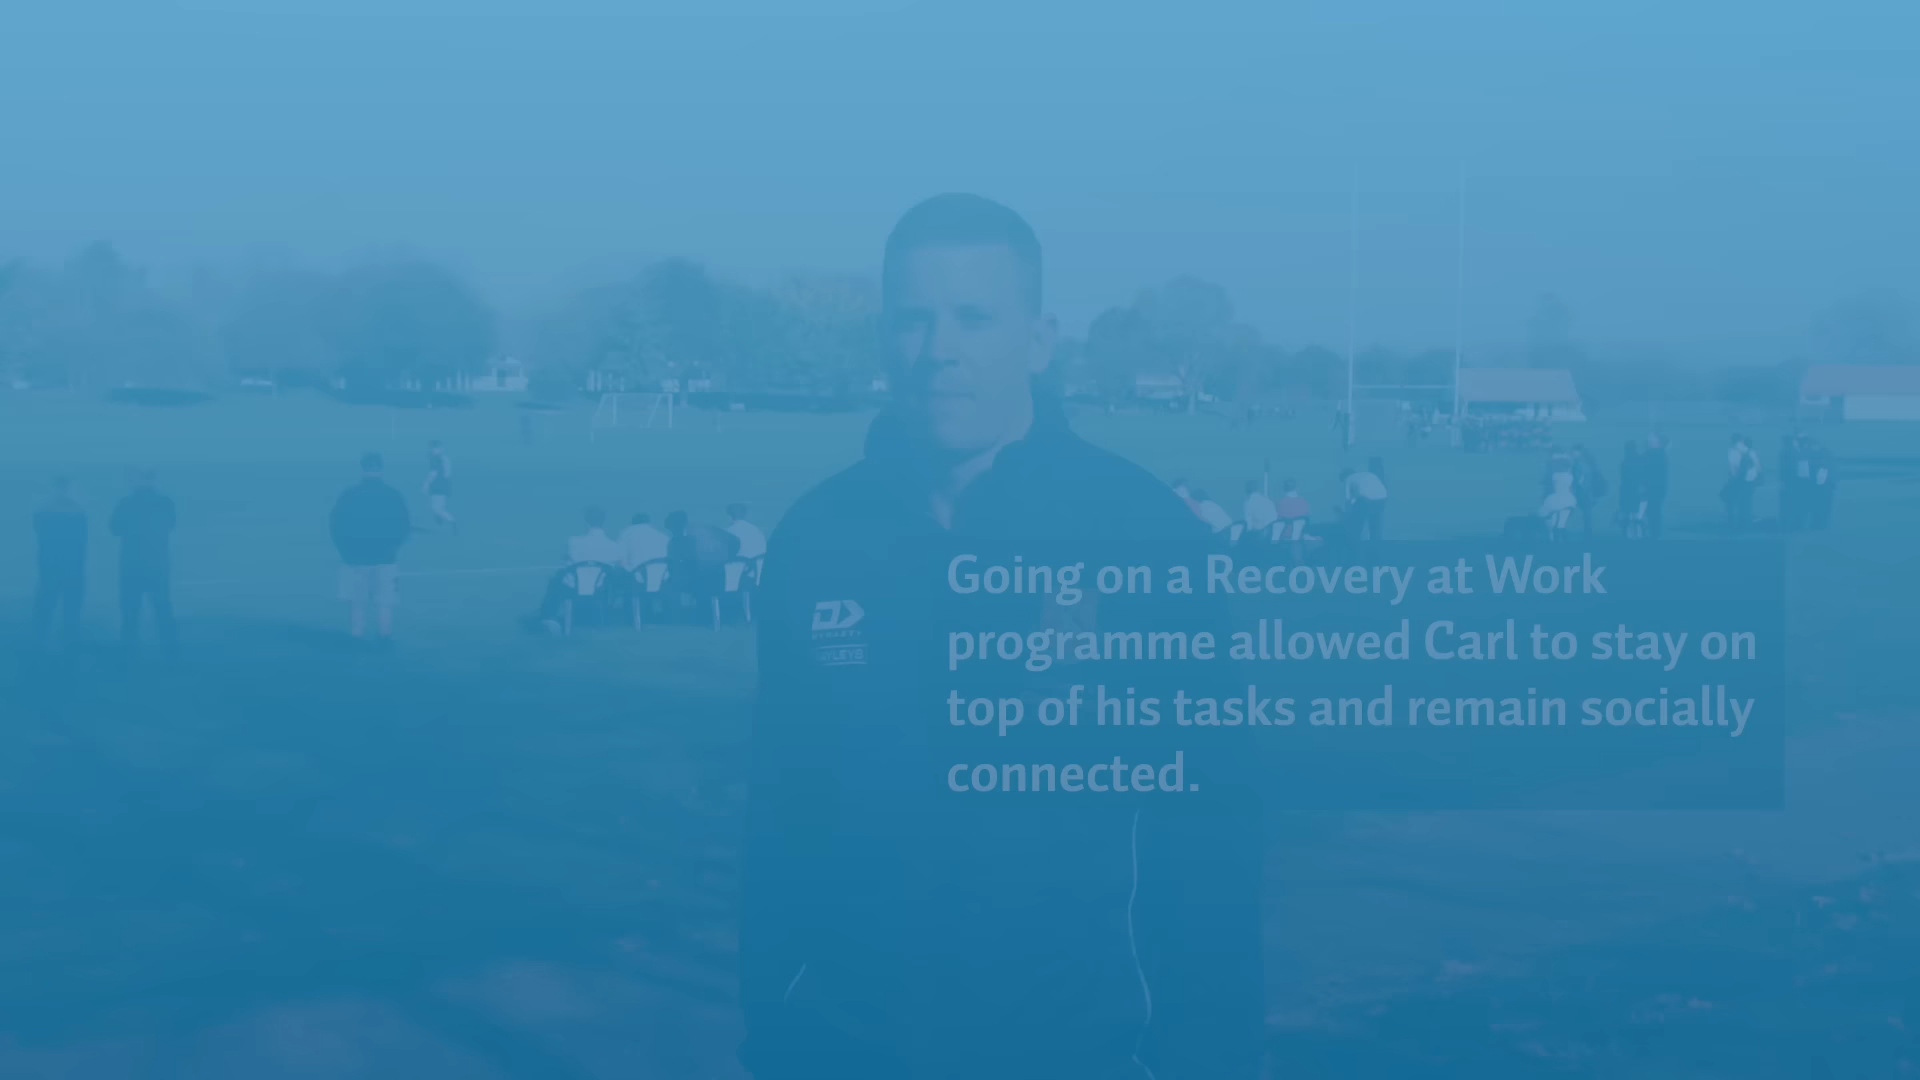 Going on a Recovery at Work
programme allowed Carl to stay on
top of his tasks and remain socially
connected.